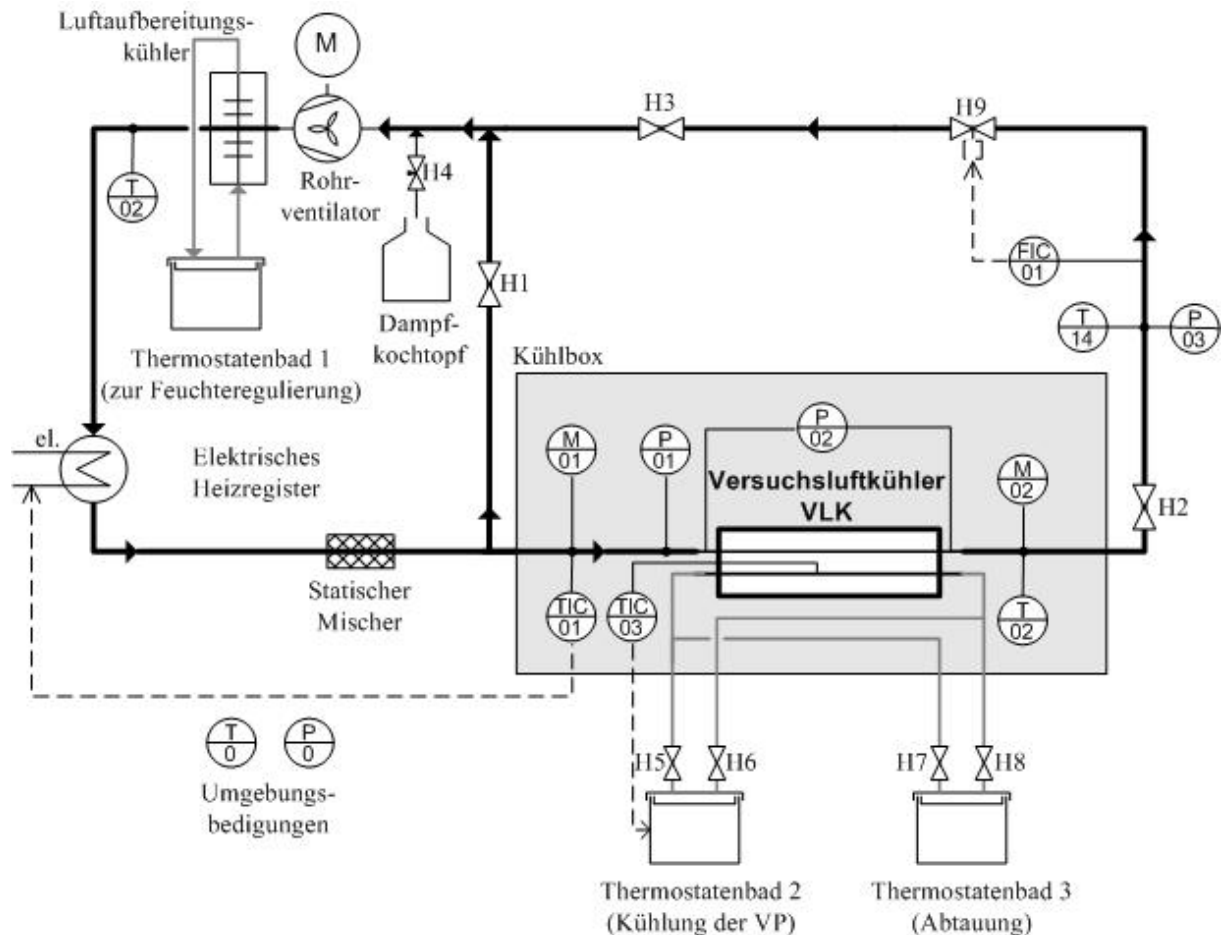 Luftaufbereitungs-
kühler
M
H3
H9
T
02
Rohr-
ventilator
H4
H1
FIC
01
Dampf-
kochtopf
T
14
P
03
Thermostatenbad 1
(zur Feuchteregulierung)
Kühlbox
el.
Elektrisches
Heizregister
M
01
P
01
P
02
Versuchsluftkühler
VLK
M
02
H2
Statischer
Mischer
TIC
01
TIC
03
T
02
T
0
P
0
Umgebungs-
bedigungen
H5
H6
H7
H8
Thermostatenbad 2
(Kühlung der VP)
Thermostatenbad 3
(Abtauung)